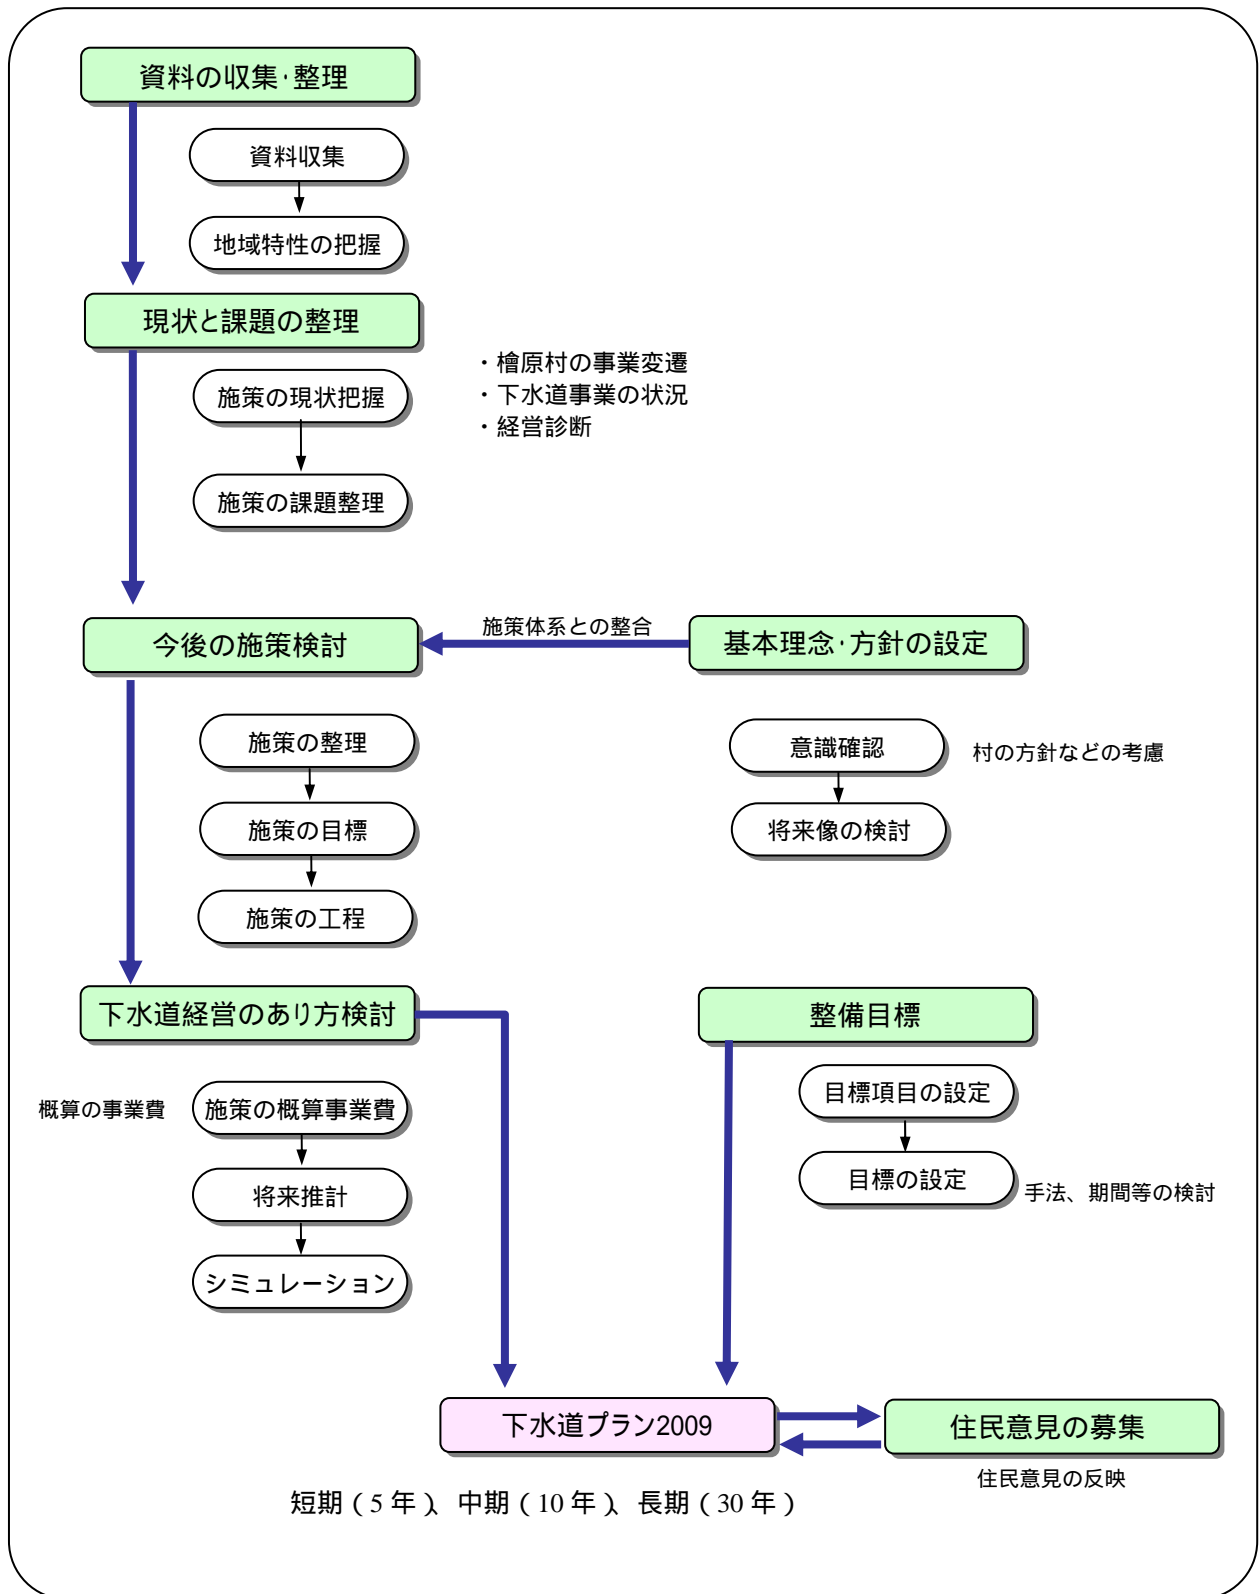 資料の収集･整理
資料収集
地域特性の把握
現状と課題の整理
施策の現状把握
施策の課題整理
・檜原村の事業変遷
・下水道事業の状況
・経営診断
今後の施策検討
施策体系との整合
基本理念･方針の設定
施策の整理
施策の目標
施策の工程
意識確認
村の方針などの考慮
将来像の検討
下水道経営のあり方検討
整備目標
概算の事業費
施策の概算事業費
将来推計
シミュレーション
目標項目の設定
目標の設定
手法、期間等の検討
下水道プラン2009
住民意見の募集
住民意見の反映
短期（5 年）、中期（10 年）、長期（30 年）